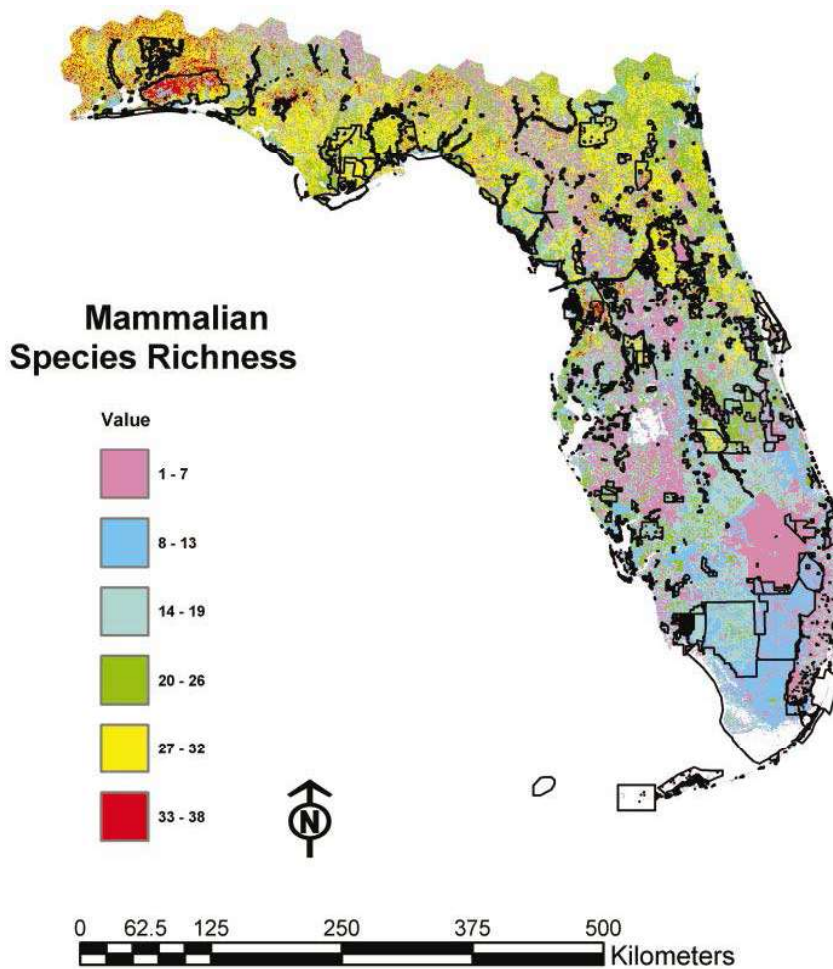 Mammalian
Species Richness
Value
1 - 7
8 - 13
14 - 19
20 - 26
27 - 32
33 - 38
N
0 62.5 125 250 375 500
Kilometers